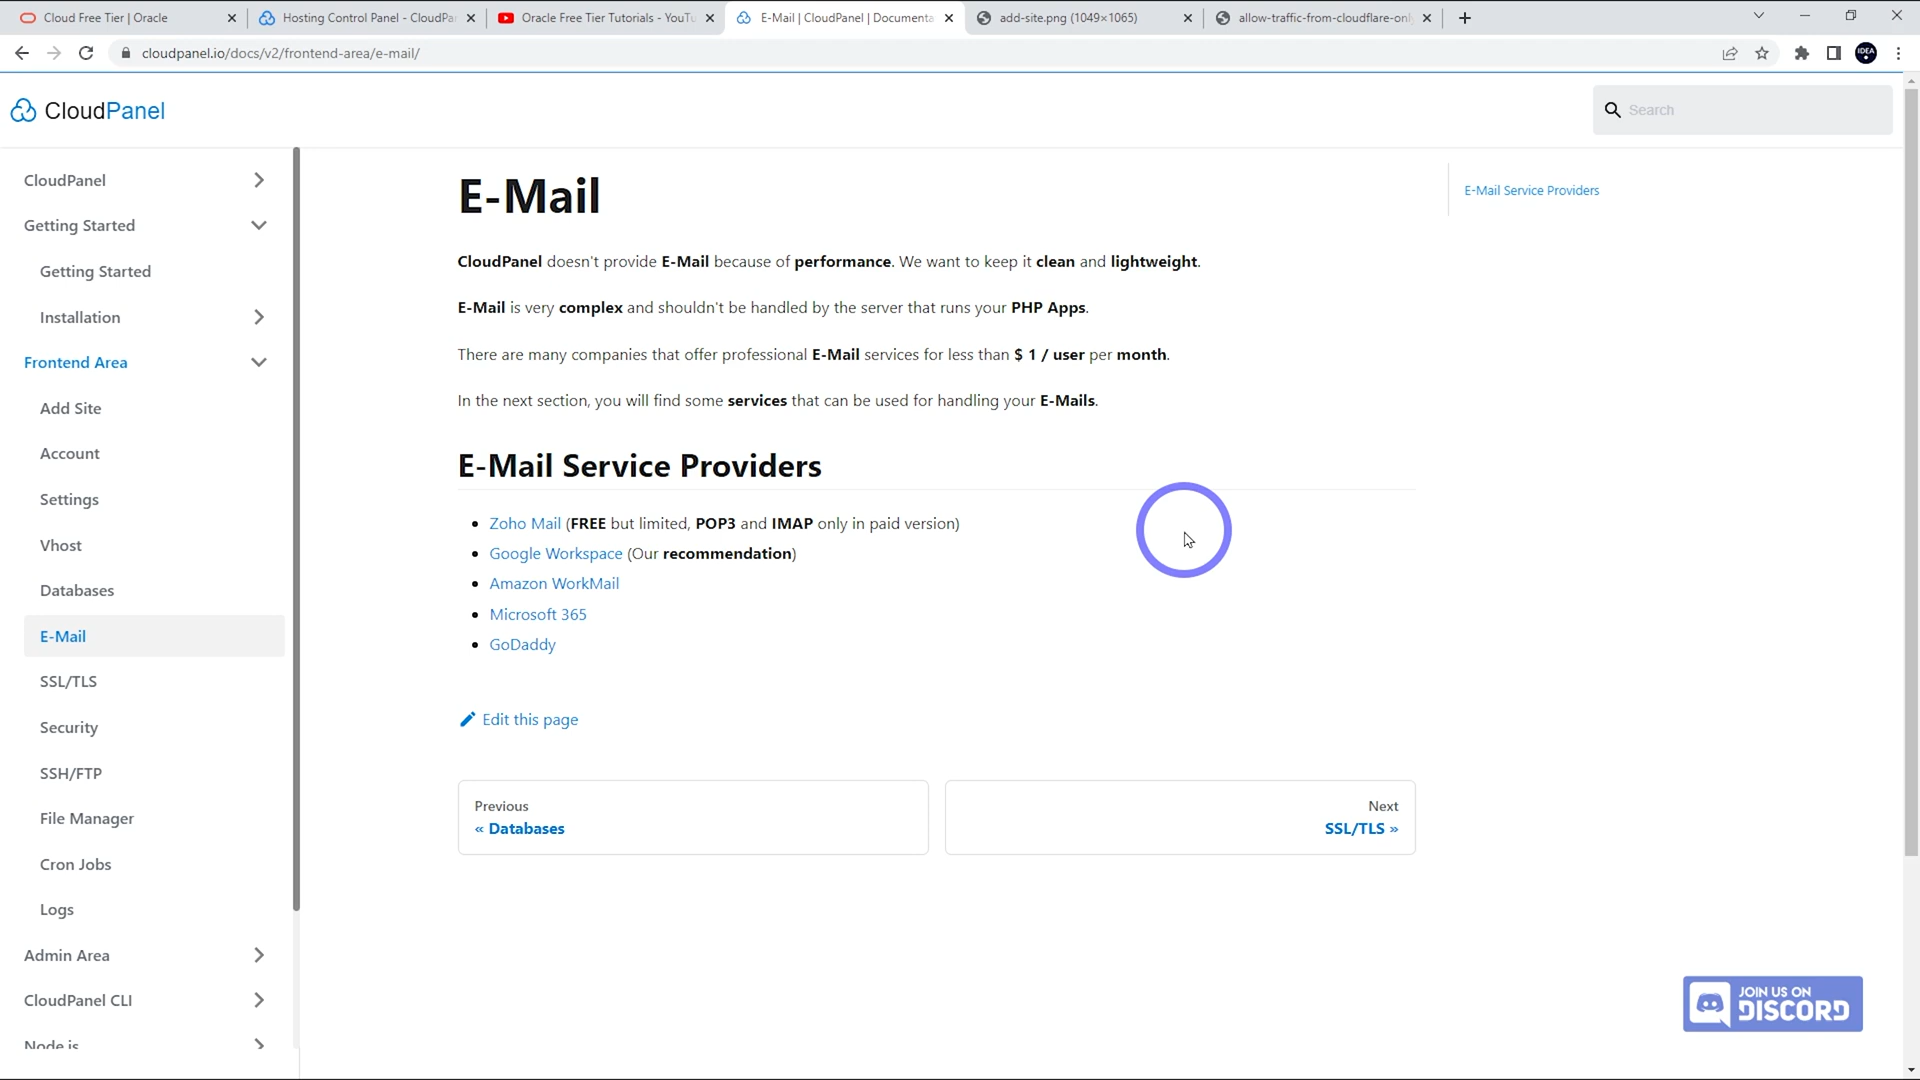 Cloud Free Tier | Oracle
Hosting Control Panel - CloudPa
Oracle Free Tier Tutorials - YouTu
E-Mail | CloudPanel | Documenta
add-site.png (1049×1065)
allow-traffic-from-cloudflare-onl
cloudpanel.io/docs/v2/frontend-area/e-mail/
IDEA
CloudPanel
Search
CloudPanel
Getting Started
Getting Started
Installation
Frontend Area
Add Site
Account
Settings
Vhost
Databases
E-Mail
SSL/TLS
Security
SSH/FTP
File Manager
Cron Jobs
Logs
Admin Area
CloudPanel CLI
Node.js
E-Mail
CloudPanel doesn't provide E-Mail because of performance. We want to keep it clean and lightweight.
E-Mail is very complex and shouldn't be handled by the server that runs your PHP Apps.
There are many companies that offer professional E-Mail services for less than $ 1 / user per month.
In the next section, you will find some services that can be used for handling your E-Mails.
E-Mail Service Providers
Zoho Mail (FREE but limited, POP3 and IMAP only in paid version)
Google Workspace (Our recommendation)
Amazon WorkMail
Microsoft 365
GoDaddy
Edit this page
Previous
« Databases
Next
SSL/TLS »
E-Mail Service Providers
JOIN US ON
DISCORD